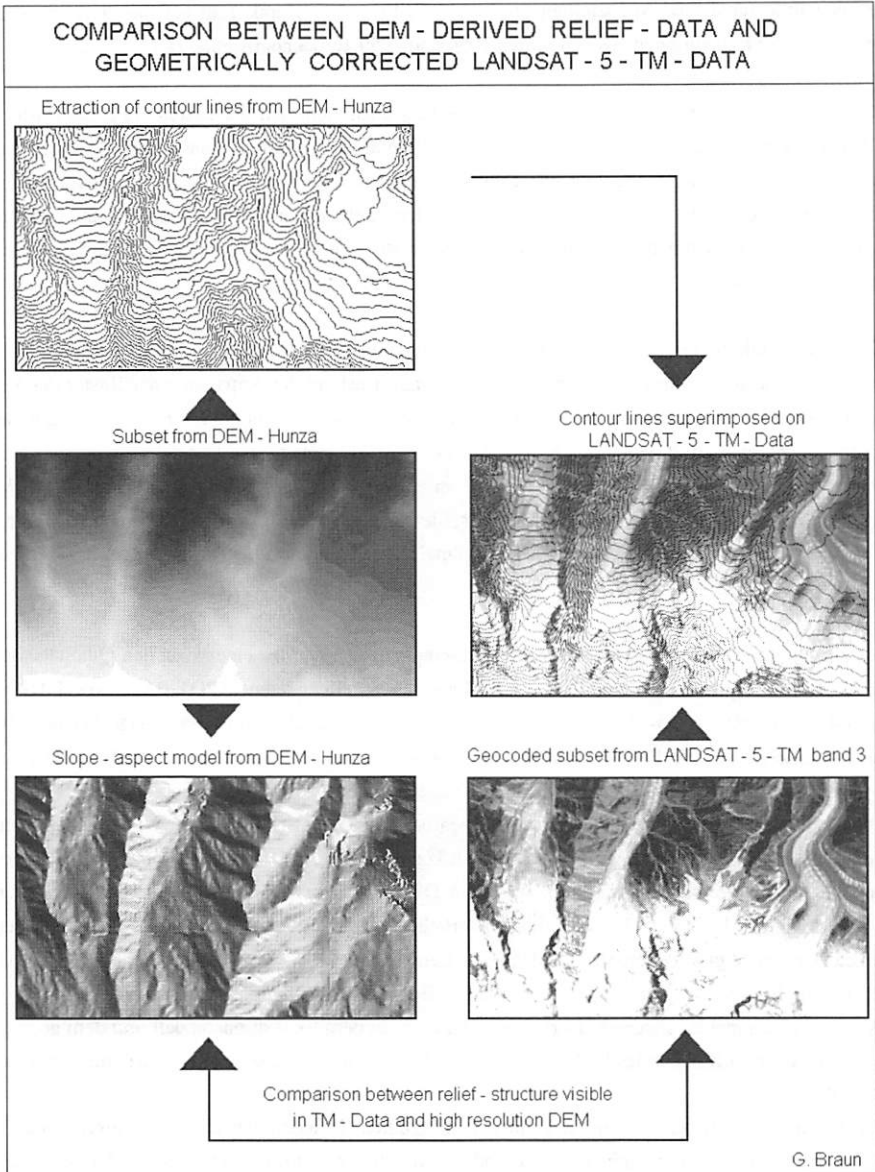 COMPARISON BETWEEN DEM - DERIVED RELIEF - DATA AND
GEOMETRICALLY CORRECTED LANDSAT - 5 - TM - DATA
Extraction of contour lines from DEM - Hunza
Subset from DEM - Hunza
Contour lines superimposed on
LANDSAT - 5 - TM - Data
Slope - aspect model from DEM - Hunza
Geocoded subset from LANDSAT - 5 - TM band 3
Comparison between relief - structure visible
in TM - Data and high resolution DEM
G. Braun